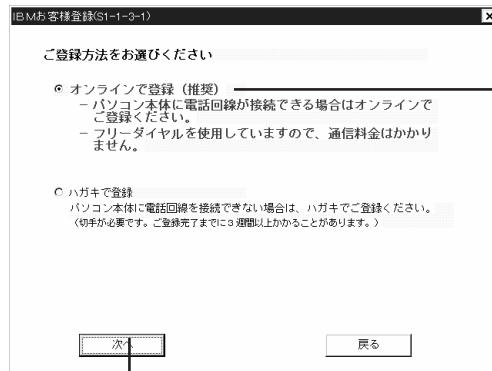 IBMお客様登録(S1-1-3-1)
ご登録方法をお選びください
オンラインで登録（推奨）
− パソコン本体に電話回線が接続できる場合はオンラインで
ご登録ください。
− フリーダイヤルを使用していますので、通信料金はかかり
ません。
ハガキで登録
パソコン本体に電話回線を接続できない場合は、ハガキでご登録ください。
（切手が必要です。ご登録完了までに３週間以上かかることがあります。）
次へ
戻る